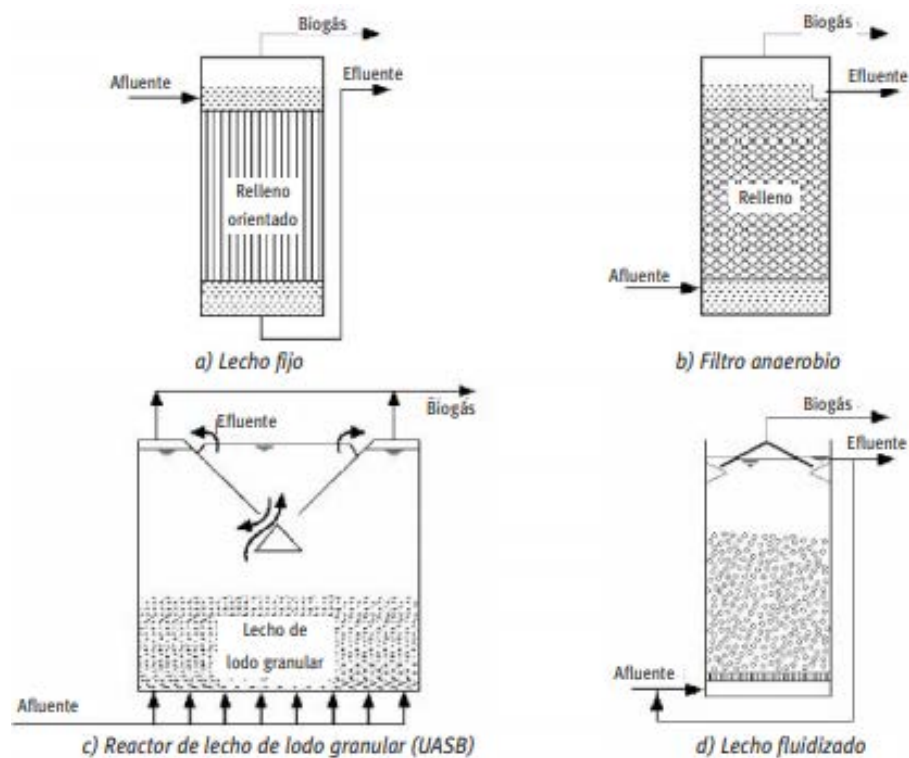 Biogás
Afluente
Efluente
Relleno
orientado
a) Lecho fijo
Biogás
Efluente
Relleno
Afluente
b) Filtro anaerobio
Biogás
Efluente
Lecho de
lodo granular
Afluente
c) Reactor de lecho de lodo granular (UASB)
Biogás
Efluente
Afluente
d) Lecho fluidizado